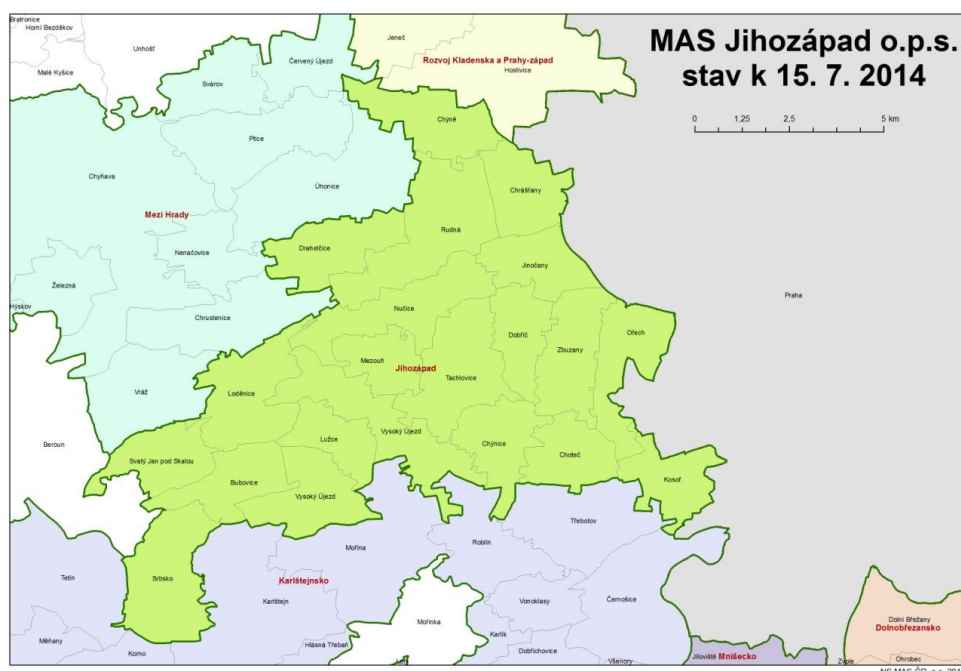 Bratronice
Horní Bezděkov
Unhošť
Malé Kyšice
Svárov
Červený Újezd
Jeneč
Rozvoj Kladenska a Prahy-západ
Hostivice
MAS Jihozápad o.p.s.
stav k 15. 7. 2014
0 1,25 2,5 5 km
Chýně
Ptice
Chyňava
Úhonice
Chrášťany
Mezi Hrady
Rudná
Drahelčice
Nenačovice
Jinočany
Železná
Praha
Hýskov
Nučice
Chrustenice
Dobříč
Ořech
Zbuzany
Mezouň
Jihozápad
Tachlovice
Vráž
Loděnice
Vysoký Újezd
Lužce
Beroun
Chýnice
Choteč
Svatý Jan pod Skalou
Bubovice
Kosoř
Vysoký Újezd
Třebotov
Roblín
Mořina
Tetín
Srbsko
Karlštejnsko
Karlštejn
Vonoklasy
Černošice
Mořinka
Dolní Břežany
Dolnobřezansko
Měňany
Korno
Hlásná Třebaň
Karlík
Dobřichovice
Všenory
Jíloviště
Mníšecko
Zvole
Ohrobec